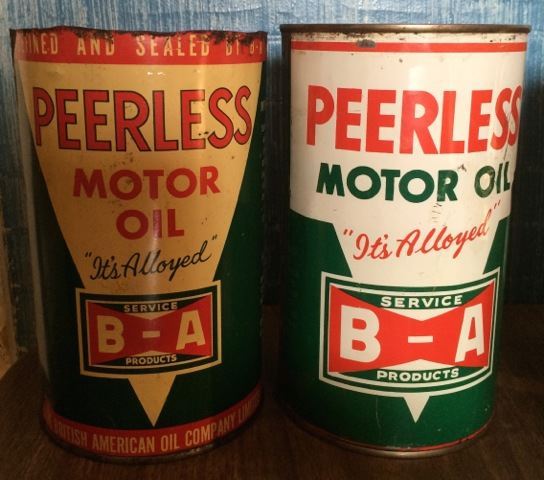 AND SEALED BY B-A
PEERLESS
MOTOR
OIL
"It's Alloyed"
SERVICE
B-A
PRODUCTS
BRITISH AMERICAN OIL COMPANY
PEERLESS
MOTOR OIL
"It's Alloyed"
SERVICE
B-A
PRODUCTS